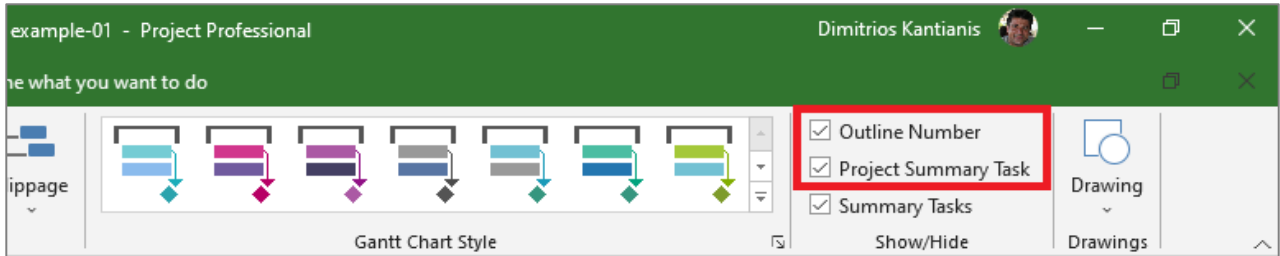 example-01 - Project Professional
Dimitrios Kantianis
ne what you want to do
Outline Number
Project Summary Task
Summary Tasks
ippage
Drawing
Gantt Chart Style
Show/Hide
Drawings